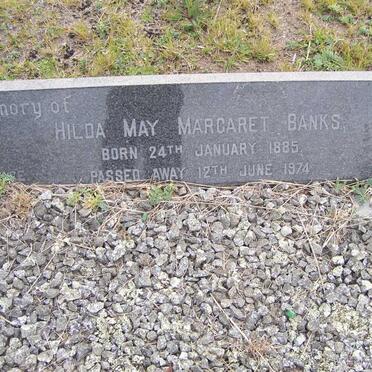 mory of
HILDA MAY MARGARET BANKS,
BORN 24TH JANUARY 1885,
PASSED AWAY 12TH JUNE 1974